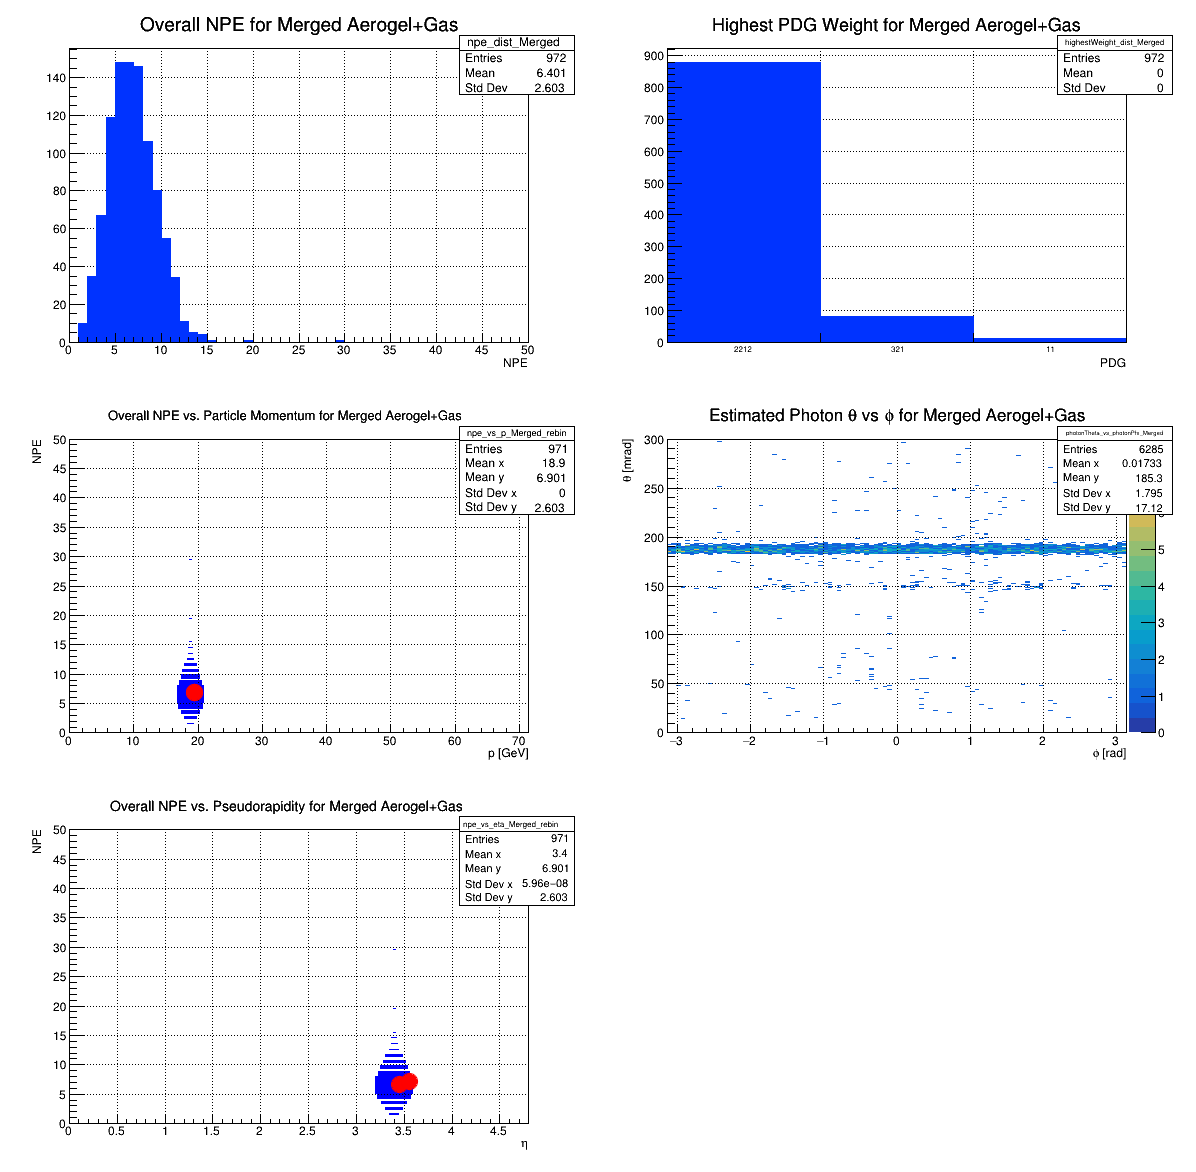 Overall NPE for Merged Aerogel+Gas
npe_dist_Merged
Entries 972
Mean 6.401
Std Dev 2.603
140
120
100
80
60
40
20
0
0 5 10 15 20 25 30 35 40 45 50
NPE
Highest PDG Weight for Merged Aerogel+Gas
highestWeight_dist_Merged
Entries 972
Mean 0
Std Dev 0
900
800
700
600
500
400
300
200
100
0
2212 321 11
PDG
Overall NPE vs. Particle Momentum for Merged Aerogel+Gas
npe_vs_p_Merged_rebin
Entries 971
Mean x 18.9
Mean y 6.901
Std Dev x 0
Std Dev y 2.603
NPE
50
45
40
35
30
25
20
15
10
5
0
0 10 20 30 40 50 60 70
p [GeV]
Estimated Photon θ vs ϕ for Merged Aerogel+Gas
photonTheta_vs_photonPhi_Merged
Entries 6285
Mean x 0.01733
Mean y 185.3
Std Dev x 1.795
Std Dev y 17.12
θ [mrad]
300
250
200
150
100
50
0
−3 −2 −1 0 1 2 3
ϕ [rad]
5
4
3
2
1
0
Overall NPE vs. Pseudorapidity for Merged Aerogel+Gas
npe_vs_eta_Merged_rebin
Entries 971
Mean x 3.4
Mean y 6.901
Std Dev x 5.96e−08
Std Dev y 2.603
NPE
50
45
40
35
30
25
20
15
10
5
0
0 0.5 1 1.5 2 2.5 3 3.5 4 4.5
η